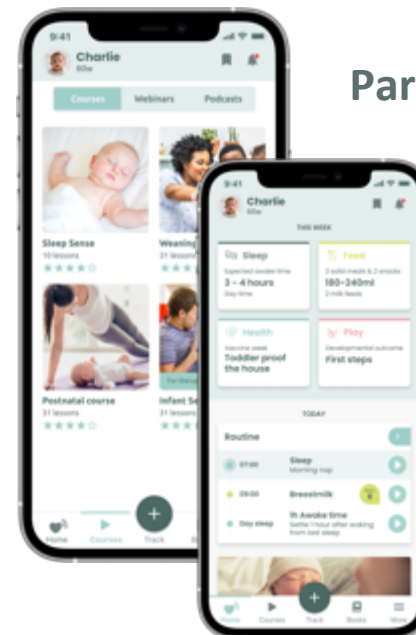 Par
9:41
Charlie
60w
Courses
Webinars
Podcasts
Sleep Sense
10 lessons
Weaning
31 lessons
Postnatal course
31 lessons
Infant Se
31 lessons
Home
Courses
Track
9:41
Charlie
60w
THIS WEEK
Sleep
Expected awake time
3 - 4 hours
Day time
Feed
3 solid meals & 2 snacks
180-240ml
2 milk feeds
Health
Vaccine week
Toddler proof
the house
Play
Developmental outcome
First steps
TODAY
Routine
07:00
Sleep
Morning nap
09:00
Breastmilk
Day sleep
1h Awake time
Settle 1 hour after waking
from last sleep
Home
Courses
Track
Books
More